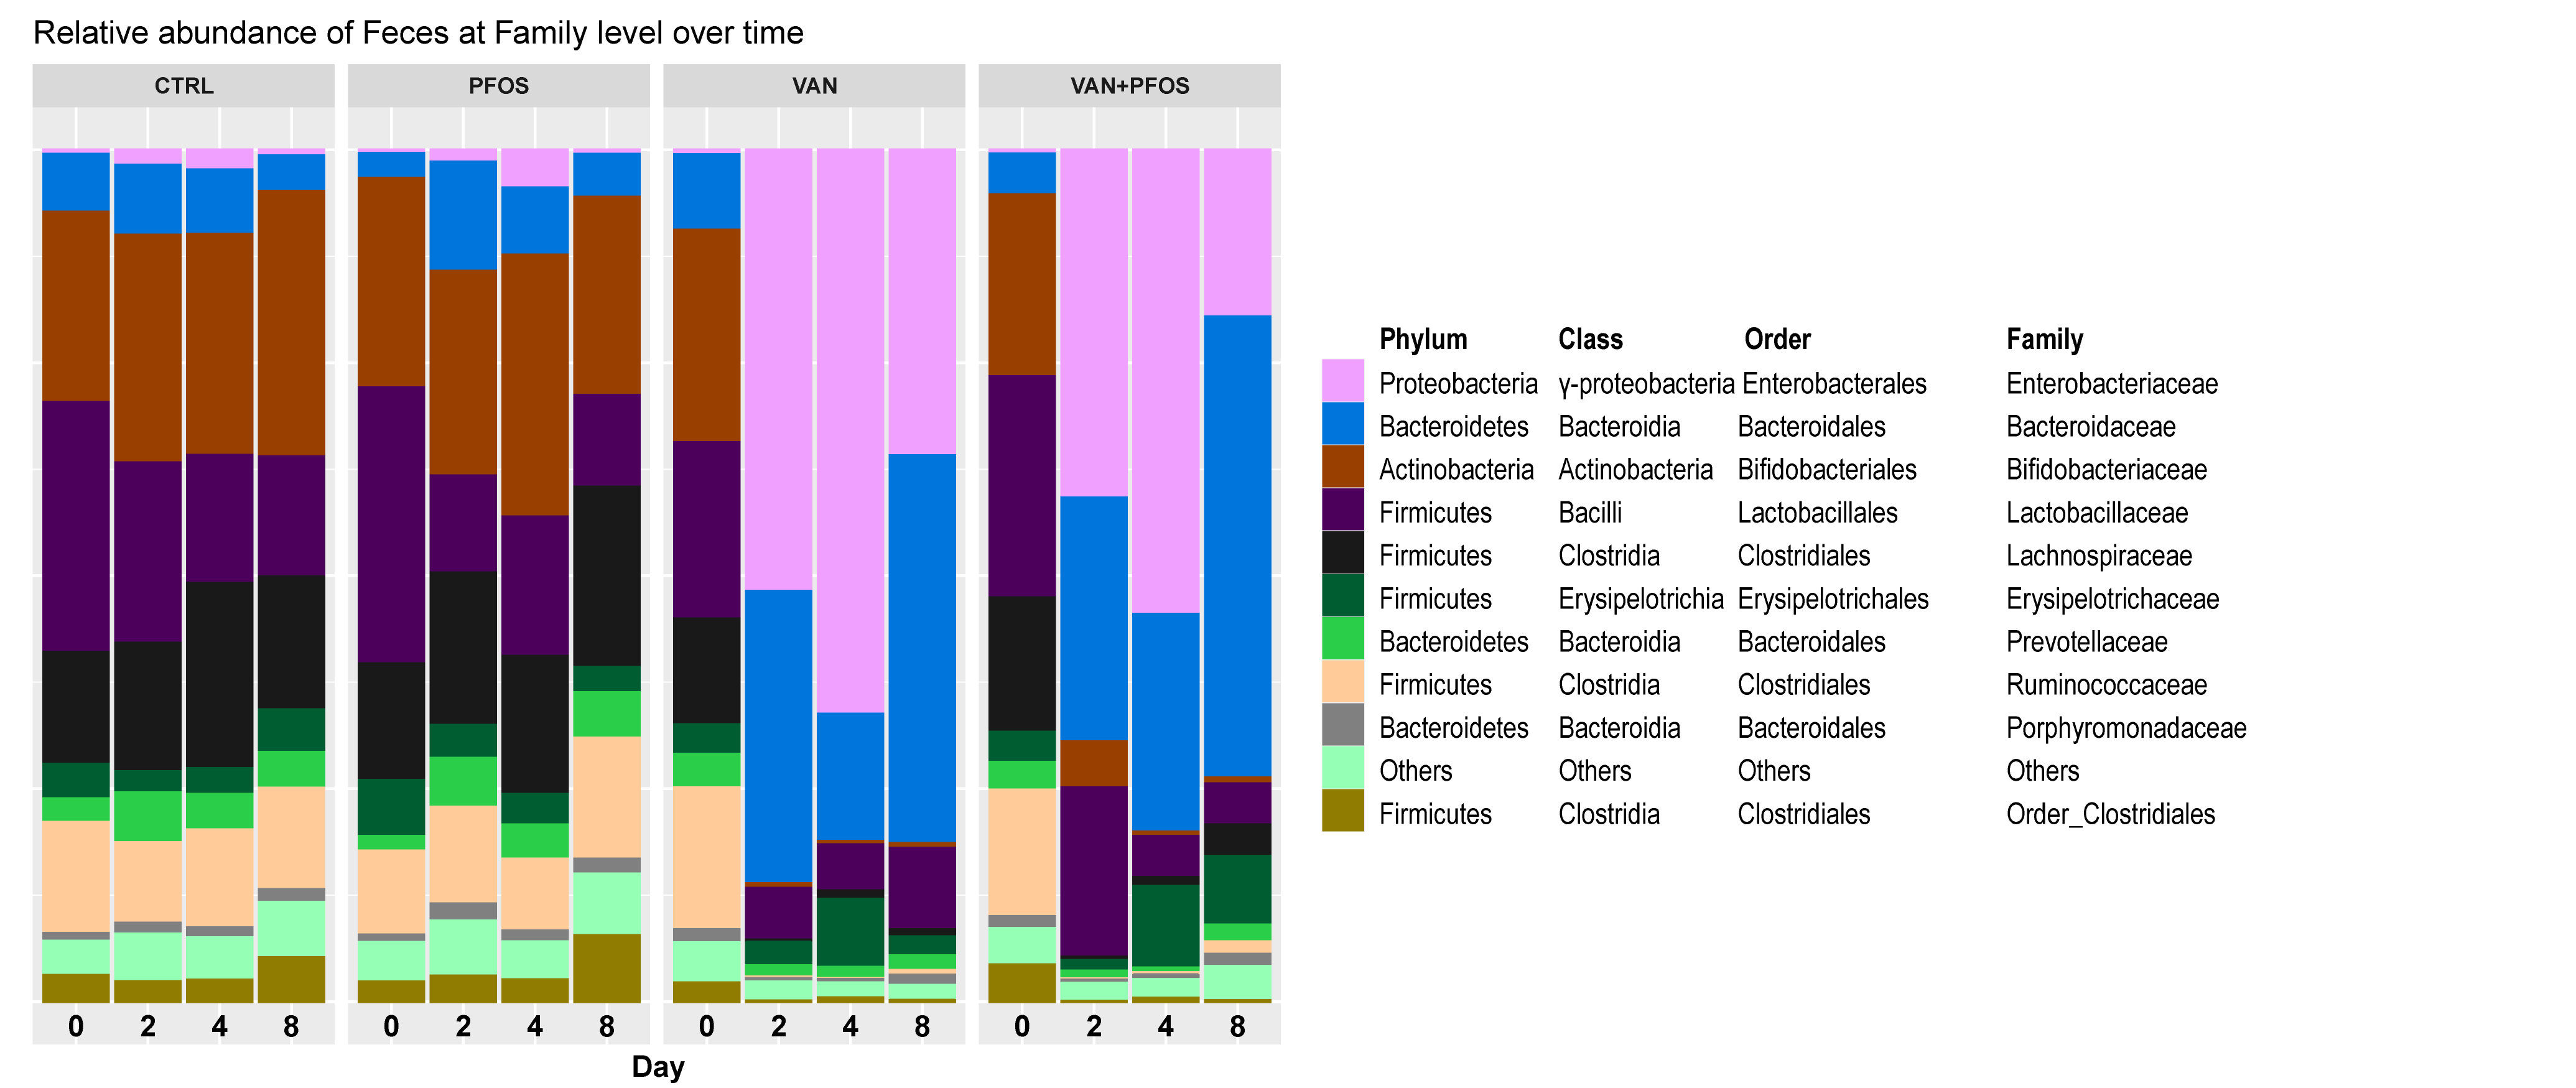 Relative abundance of Feces at Family level over time
CTRL PFOS VAN VAN+PFOS
Phylum Class Order Family
Proteobacteria γ-proteobacteria Enterobacterales Enterobacteriaceae
Bacteroidetes Bacteroidia Bacteroidales Bacteroidaceae
Actinobacteria Actinobacteria Bifidobacteriales Bifidobacteriaceae
Firmicutes Bacilli Lactobacillales Lactobacillaceae
Firmicutes Clostridia Clostridiales Lachnospiraceae
Firmicutes Erysipelotrichia Erysipelotrichales Erysipelotrichaceae
Bacteroidetes Bacteroidia Bacteroidales Prevotellaceae
Firmicutes Clostridia Clostridiales Ruminococcaceae
Bacteroidetes Bacteroidia Bacteroidales Porphyromonadaceae
Others Others Others Others
Firmicutes Clostridia Clostridiales Order_Clostridiales
0 2 4 8 0 2 4 8 0 2 4 8 0 2 4 8
Day